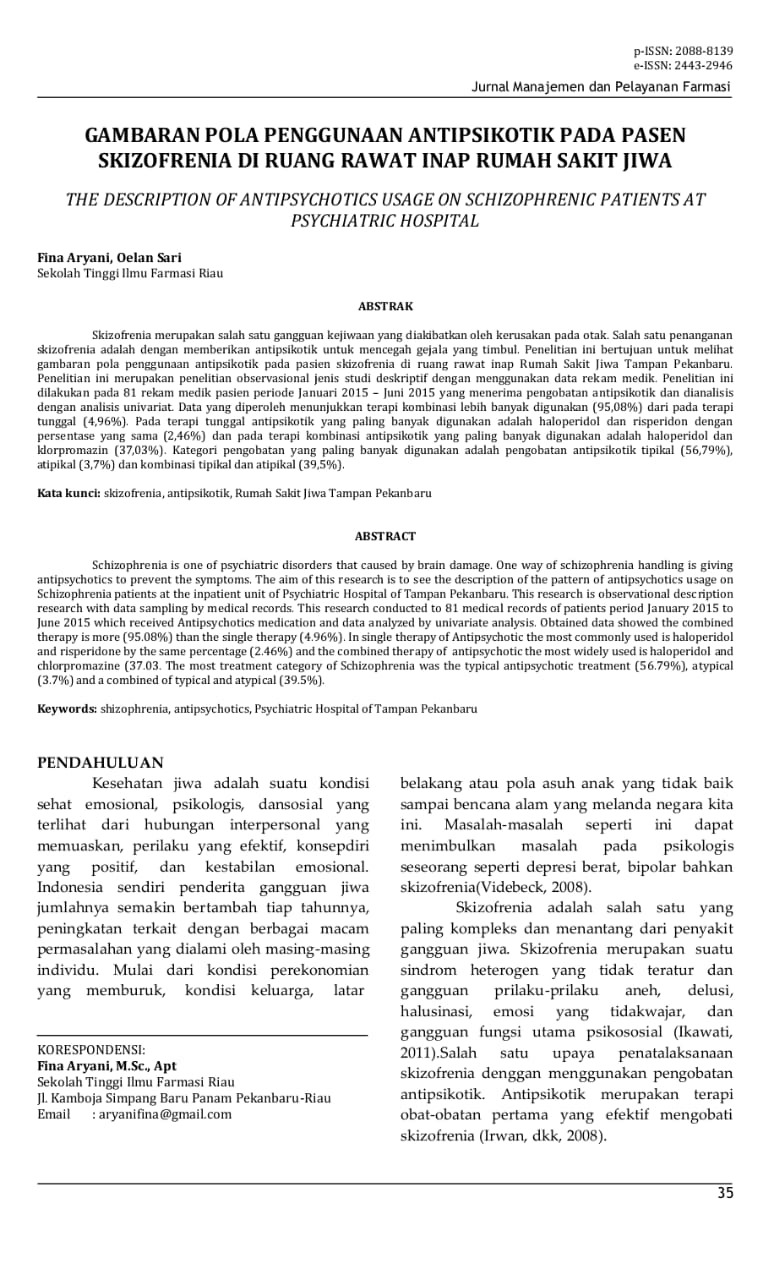 p-ISSN: 2088-8139
e-ISSN: 2443-2946
Jurnal Manajemen dan Pelayanan Farmasi
GAMBARAN POLA PENGGUNAAN ANTIPSIKOTIK PADA PASEN
SKIZOFRENIA DI RUANG RAWAT INAP RUMAH SAKIT JIWA
THE DESCRIPTION OF ANTIPSYCHOTICS USAGE ON SCHIZOPHRENIC PATIENTS AT
PSYCHIATRIC HOSPITAL
Fina Aryani, Oelan Sari
Sekolah Tinggi Ilmu Farmasi Riau
ABSTRAK
Skizofrenia merupakan salah satu gangguan kejiwaan yang diakibatkan oleh kerusakan pada otak. Salah satu penanganan
skizofrenia adalah dengan memberikan antipsikotik untuk mencegah gejala yang timbul. Penelitian ini bertujuan untuk melihat
gambaran pola penggunaan antipsikotik pada pasien skizofrenia di ruang rawat inap Rumah Sakit Jiwa Tampan Pekanbaru.
Penelitian ini merupakan penelitian observasional jenis studi deskriptif dengan menggunakan data rekam medik. Penelitian ini
dilakukan pada 81 rekam medik pasien periode Januari 2015 – Juni 2015 yang menerima pengobatan antipsikotik dan dianalisis
dengan analisis univariat. Data yang diperoleh menunjukkan terapi kombinasi lebih banyak digunakan (95,08%) dari pada terapi
tunggal (4,96%). Pada terapi tunggal antipsikotik yang paling banyak digunakan adalah haloperidol dan risperidon dengan
persentase yang sama (2,46%) dan pada terapi kombinasi antipsikotik yang paling banyak digunakan adalah haloperidol dan
klorpromazin (37,03%). Kategori pengobatan yang paling banyak digunakan adalah pengobatan antipsikotik tipikal (56,79%),
atipikal (3,7%) dan kombinasi tipikal dan atipikal (39,5%).
Kata kunci: skizofrenia, antipsikotik, Rumah Sakit Jiwa Tampan Pekanbaru
ABSTRACT
Schizophrenia is one of psychiatric disorders that caused by brain damage. One way of schizophrenia handling is giving
antipsychotics to prevent the symptoms. The aim of this research is to see the description of the pattern of antipsychotics usage on
Schizophrenia patients at the inpatient unit of Psychiatric Hospital of Tampan Pekanbaru. This research is observational description
research with data sampling by medical records. This research conducted to 81 medical records of patients period January 2015 to
June 2015 which received Antipsychotics medication and data analyzed by univariate analysis. Obtained data showed the combined
therapy is more (95.08%) than the single therapy (4.96%). In single therapy of Antipsychotic the most commonly used is haloperidol
and risperidone by the same percentage (2.46%) and the combined therapy of antipsychotic the most widely used is haloperidol and
chlorpromazine (37.03. The most treatment category of Schizophrenia was the typical antipsychotic treatment (56.79%), atypical
(3.7%) and a combined of typical and atypical (39.5%).
Keywords: shizophrenia, antipsychotics, Psychiatric Hospital of Tampan Pekanbaru
PENDAHULUAN
Kesehatan jiwa adalah suatu kondisi
sehat emosional, psikologis, dansosial yang
terlihat dari hubungan interpersonal yang
memuaskan, perilaku yang efektif, konsepdiri
yang positif, dan kestabilan emosional.
Indonesia sendiri penderita gangguan jiwa
jumlahnya semakin bertambah tiap tahunnya,
peningkatan terkait dengan berbagai macam
permasalahan yang dialami oleh masing-masing
individu. Mulai dari kondisi perekonomian
yang memburuk, kondisi keluarga, latar
KORESPONDENSI:
Fina Aryani, M.Sc., Apt
Sekolah Tinggi Ilmu Farmasi Riau
Jl. Kamboja Simpang Baru Panam Pekanbaru-Riau
Email : aryanifina@gmail.com
belakang atau pola asuh anak yang tidak baik
sampai bencana alam yang melanda negara kita
ini. Masalah-masalah seperti ini dapat
menimbulkan masalah pada psikologis
seseorang seperti depresi berat, bipolar bahkan
skizofrenia(Videbeck, 2008).
Skizofrenia adalah salah satu yang
paling kompleks dan menantang dari penyakit
gangguan jiwa. Skizofrenia merupakan suatu
sindrom heterogen yang tidak teratur dan
gangguan prilaku-prilaku aneh, delusi,
halusinasi, emosi yang tidakwajar, dan
gangguan fungsi utama psikososial (Ikawati,
2011).Salah satu upaya penatalaksanaan
skizofrenia denggan menggunakan pengobatan
antipsikotik. Antipsikotik merupakan terapi
obat-obatan pertama yang efektif mengobati
skizofrenia (Irwan, dkk, 2008).
35